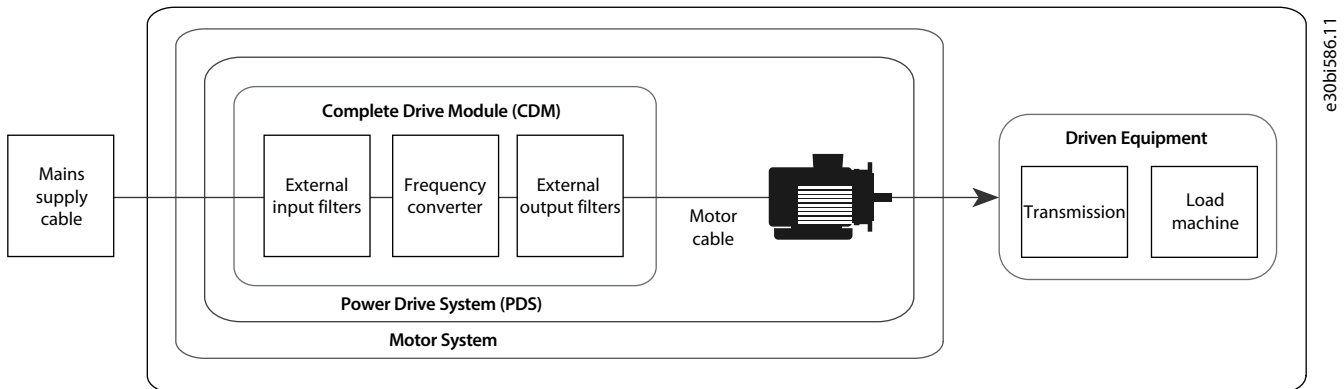 e30bi586.11
Complete Drive Module (CDM)
Driven Equipment
Mains
supply
cable
External
input filters
Frequency
converter
External
output filters
Motor
cable
Transmission
Load
machine
Power Drive System (PDS)
Motor System